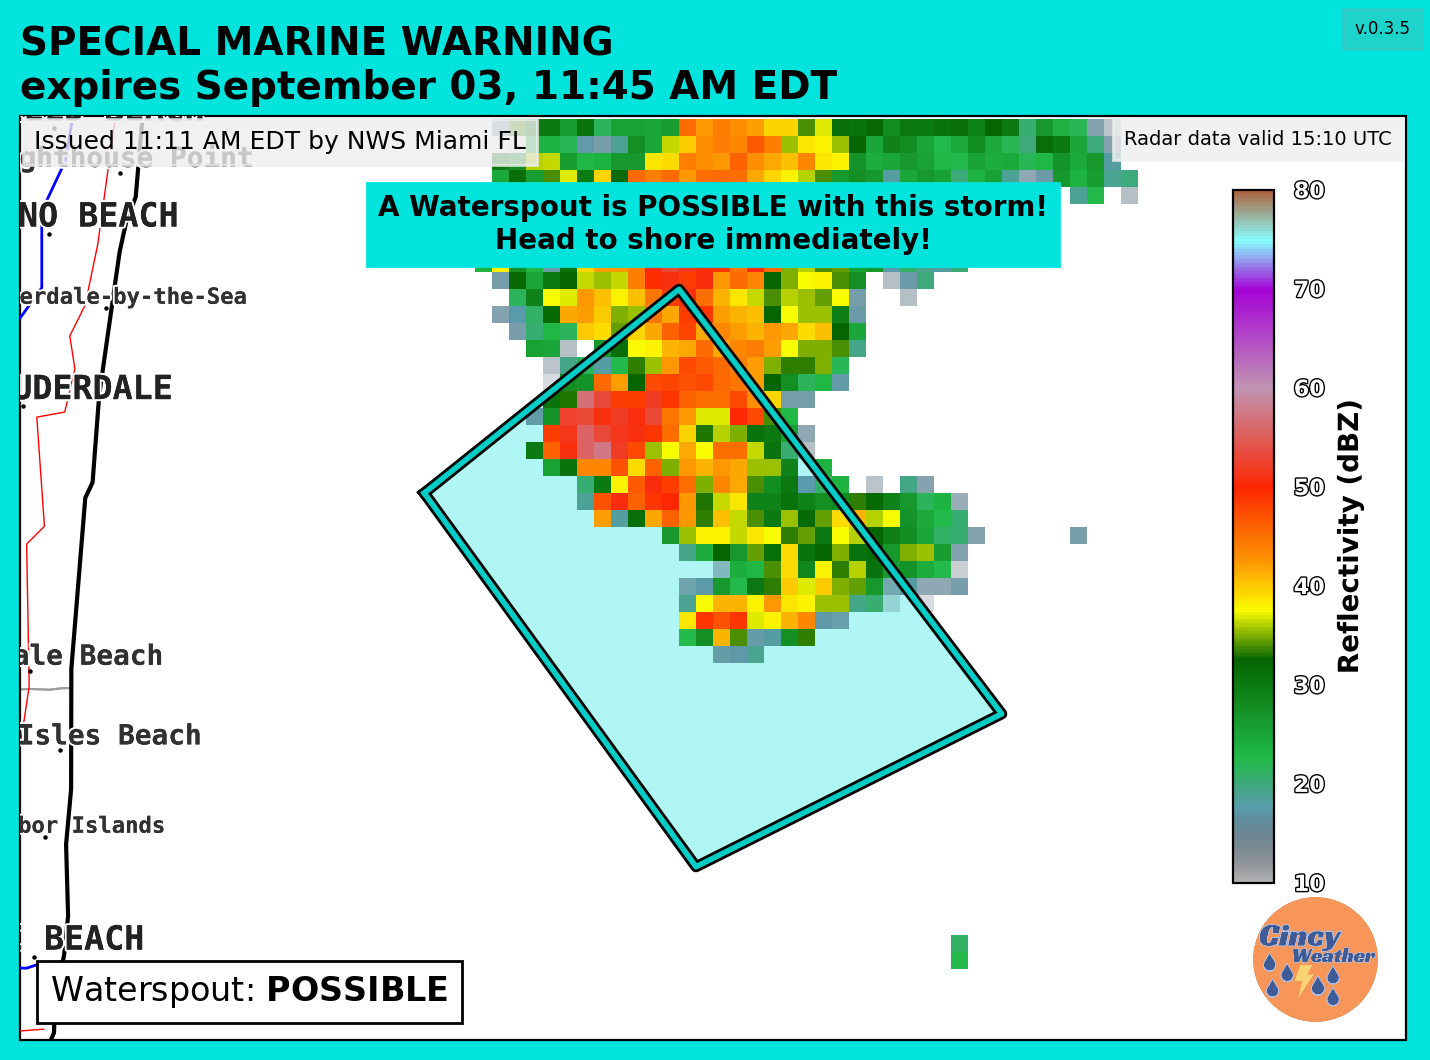 SPECIAL MARINE WARNING
expires September 03, 11:45 AM EDT
v.0.3.5
Issued 11:11 AM EDT by NWS Miami FL
Radar data valid 15:10 UTC
ghthouse Point
A Waterspout is POSSIBLE with this storm!
Head to shore immediately!
NO BEACH
erdale-by-the-Sea
UDERDALE
ale Beach
Isles Beach
bor Islands
BEACH
80
70
60
50
40
30
20
10
Reflectivity (dBZ)
Waterspout: POSSIBLE
Cincy
Weather